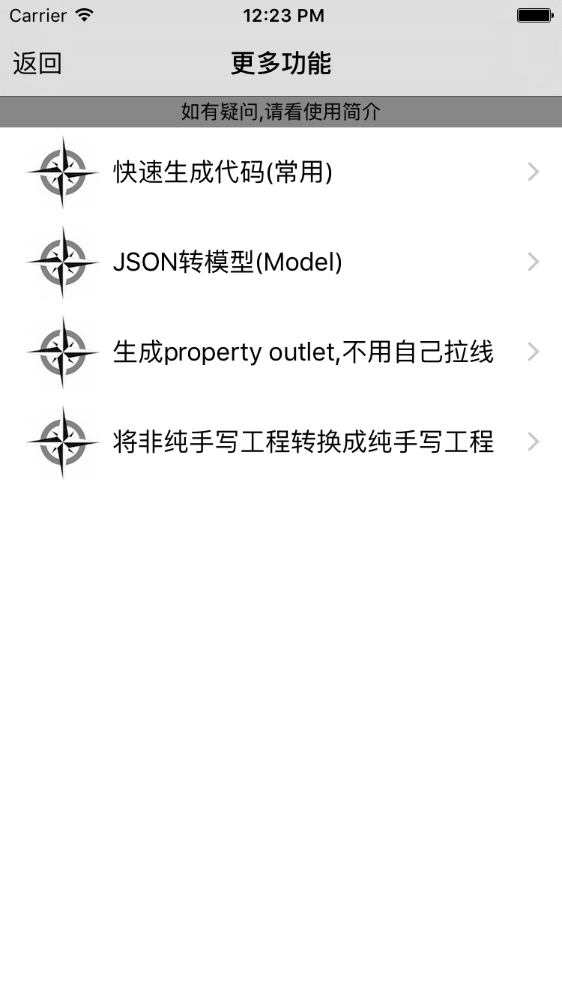 Carrier 12:23 PM
返回 更多功能
如有疑问,请看使用简介
快速生成代码(常用)
JSON转模型(Model)
生成property outlet,不用自己拉线
将非纯手写工程转换成纯手写工程